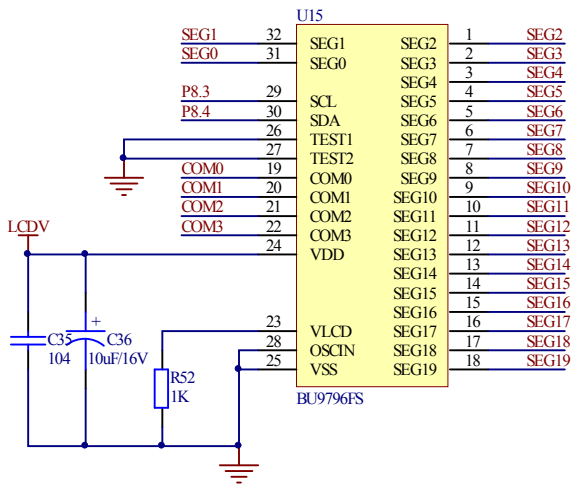 U15
SEG1 32 SEG1 SEG2 1 SEG2
SEG0 31 SEG0 SEG3 2 SEG3
SEG4 3 SEG4
P8.3 29 SCL SEG5 4 SEG5
P8.4 30 SDA SEG6 5 SEG6
26 TEST1 SEG7 6 SEG7
27 TEST2 SEG8 7 SEG8
COM0 19 COM0 SEG9 8 SEG9
COM1 20 COM1 SEG10 9 SEG10
COM2 21 COM2 SEG11 10 SEG11
COM3 22 COM3 SEG12 11 SEG12
LCDV 24 VDD SEG13 12 SEG13
SEG14 13 SEG14
SEG15 14 SEG15
SEG16 15 SEG16
23 VLCD SEG17 16 SEG17
C35 + C36 28 OSCIN SEG18 17 SEG18
104 10uF/16V 25 VSS SEG19 18 SEG19
R52
1K BU9796FS